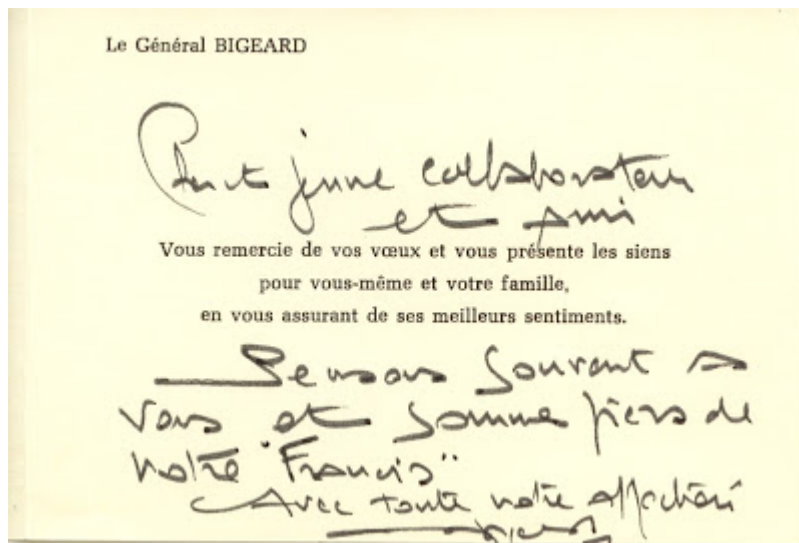 Le Général BIGEARD
jeune collaborateur
et ami
Vous remercie de vos vœux et vous présente les siens
pour vous-même et votre famille,
en vous assurant de ses meilleurs sentiments.
Pensons souvent à
vous et sommes fiers de
notre "Francis"
Avec toute notre affection